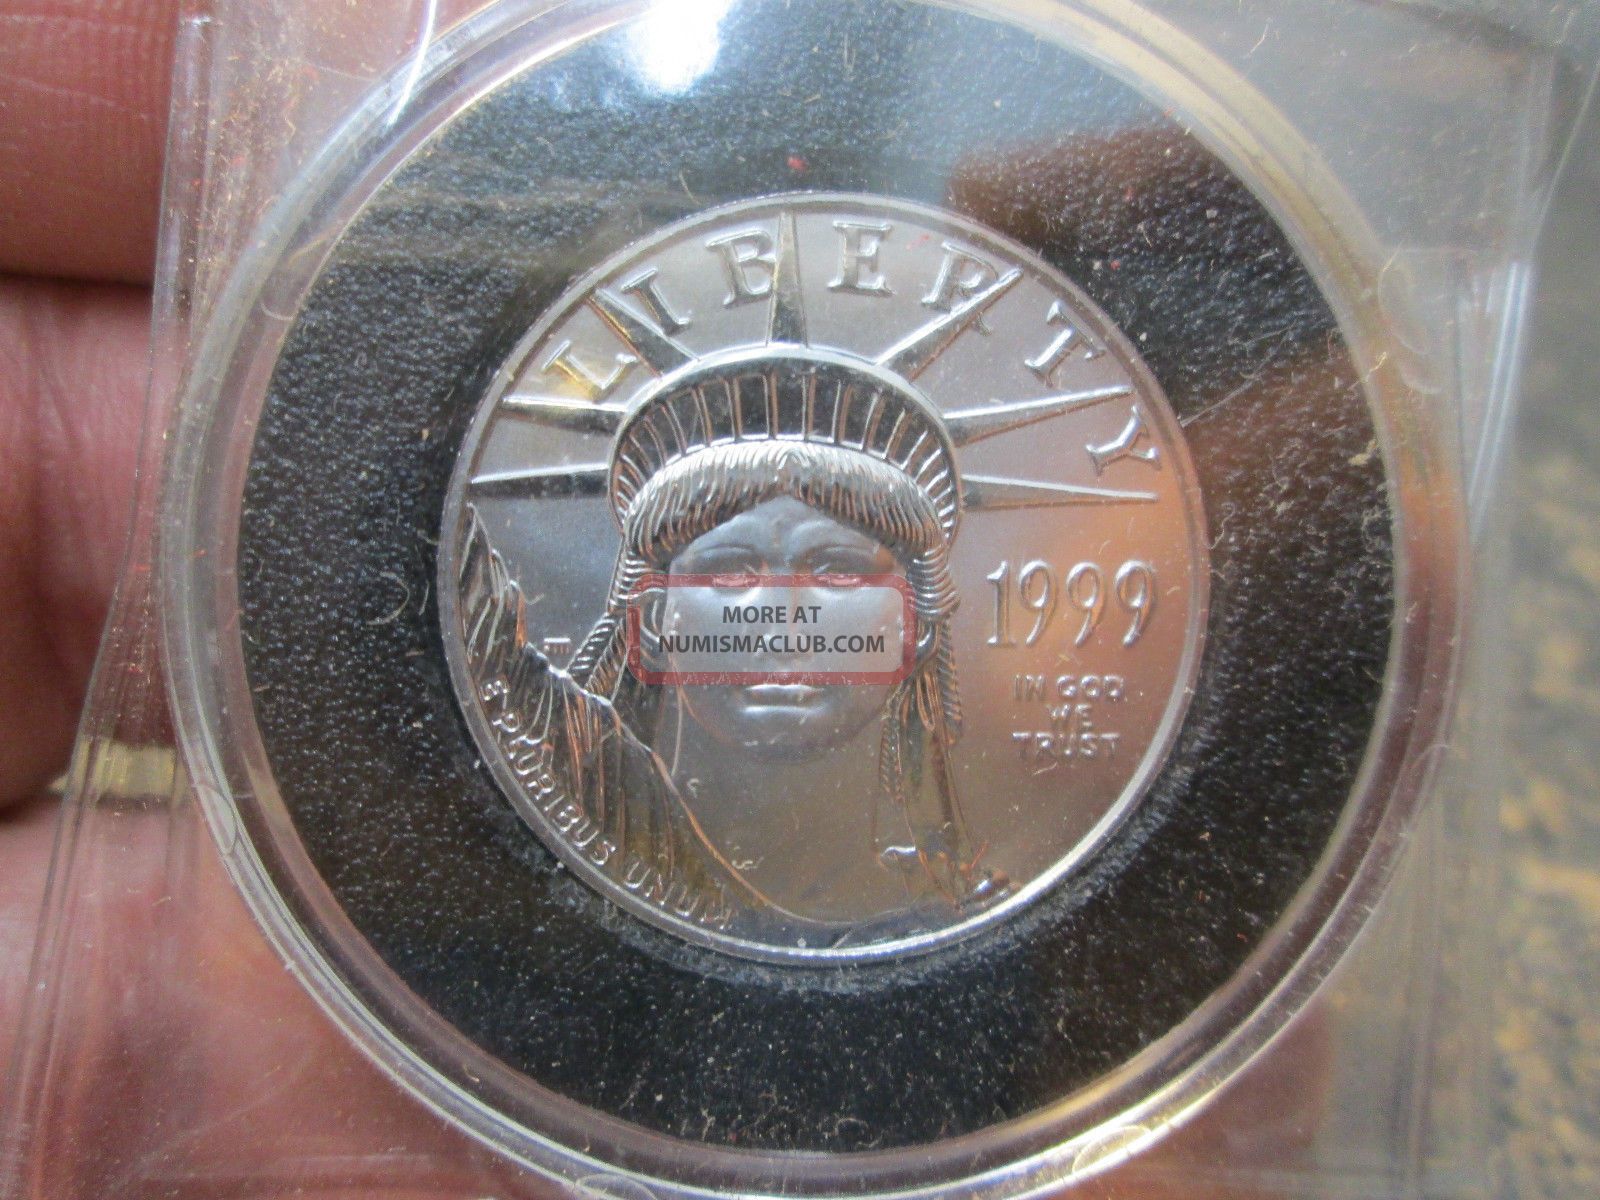 LIBERTY
1999
IN GOD
WE
TRUST
E PLURIBUS UNUM
MORE AT
NUMISMACLUB.COM